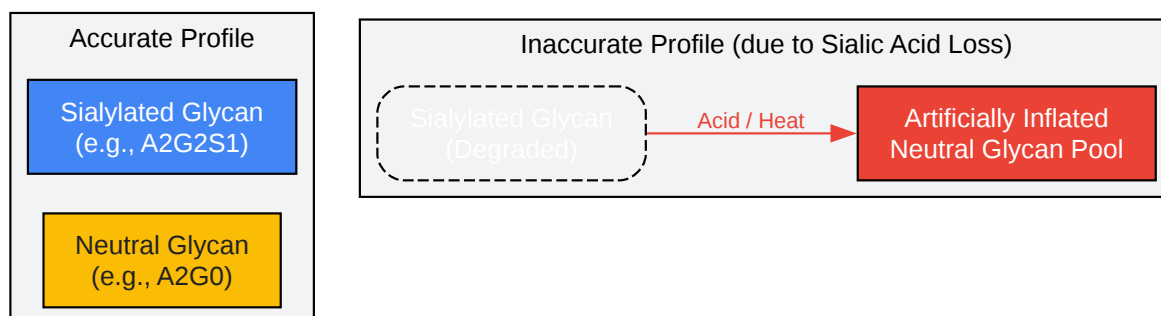 Accurate Profile
Sialylated Glycan
(e.g., A2G2S1)
Neutral Glycan
(e.g., A2G0)
Inaccurate Profile (due to Sialic Acid Loss)
Sialylated Glycan
(Degraded)
Acid / Heat
Artificially Inflated
Neutral Glycan Pool